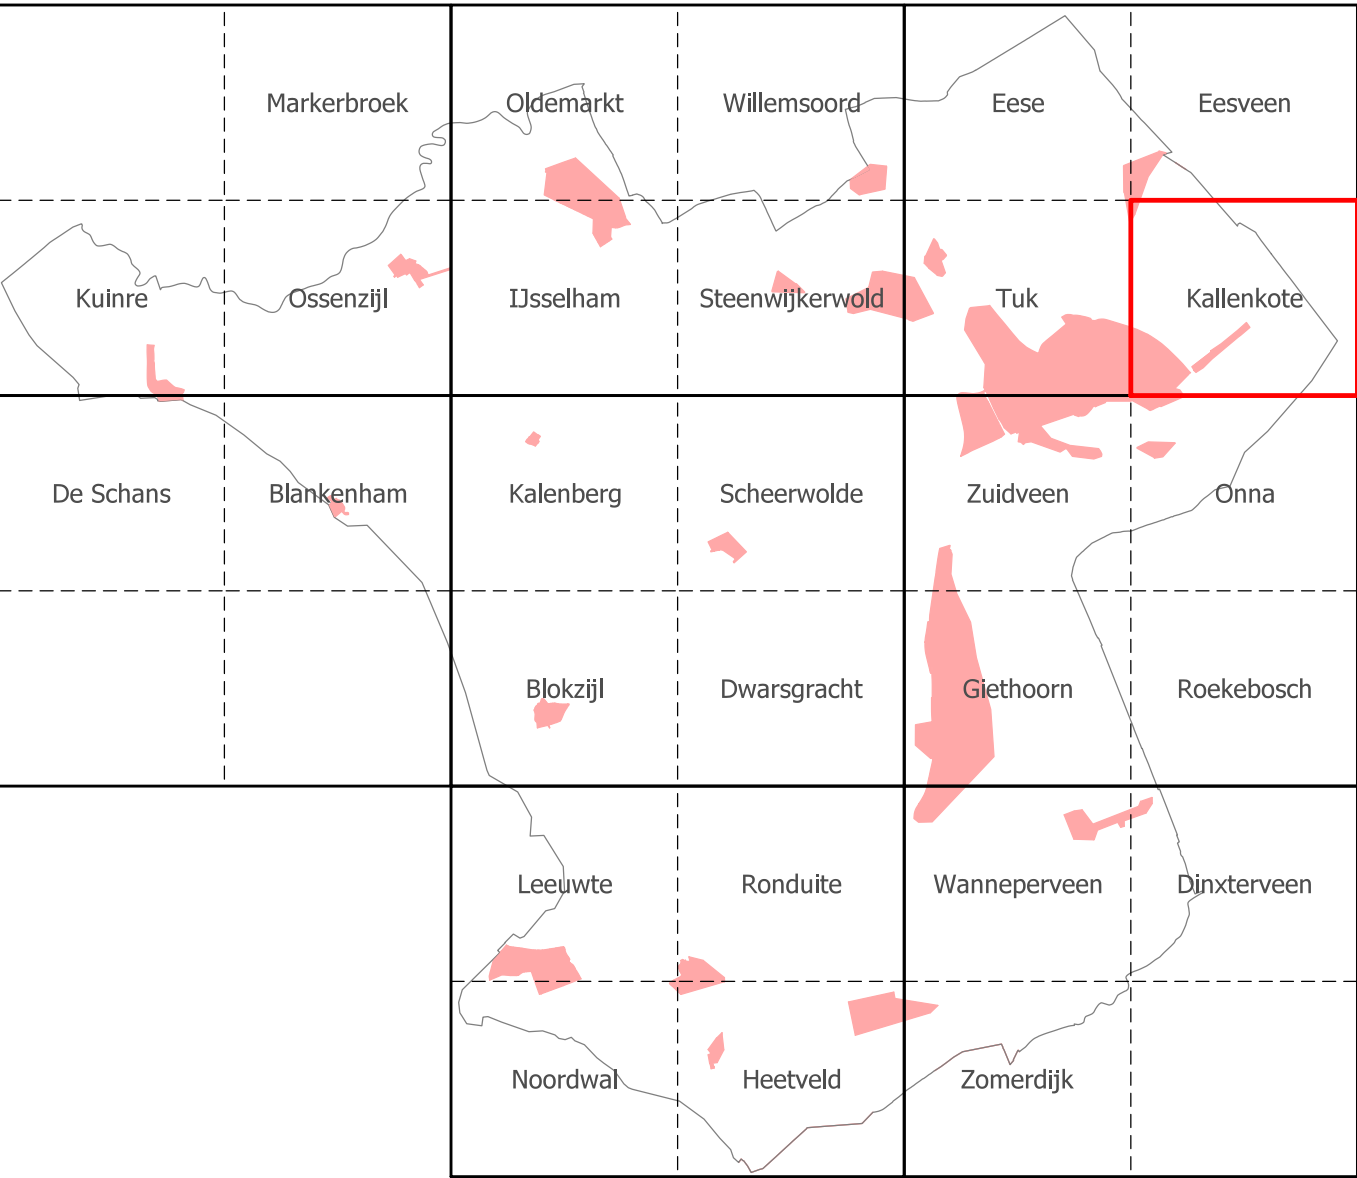 Markerbroek
Oldemarkt
Willemsoord
Eese
Eesveen
Kuinre
Ossenzijl
IJsselham
Steenwijkerwold
Tuk
Kallenkote
De Schans
Blankenham
Kalenberg
Scheerwolde
Zuidveen
Onna
Blokzijl
Dwarsgracht
Giethoorn
Roekebosch
Leeuwte
Ronduite
Wanneperveen
Dinxterveen
Noordwal
Heetveld
Zomerdijk